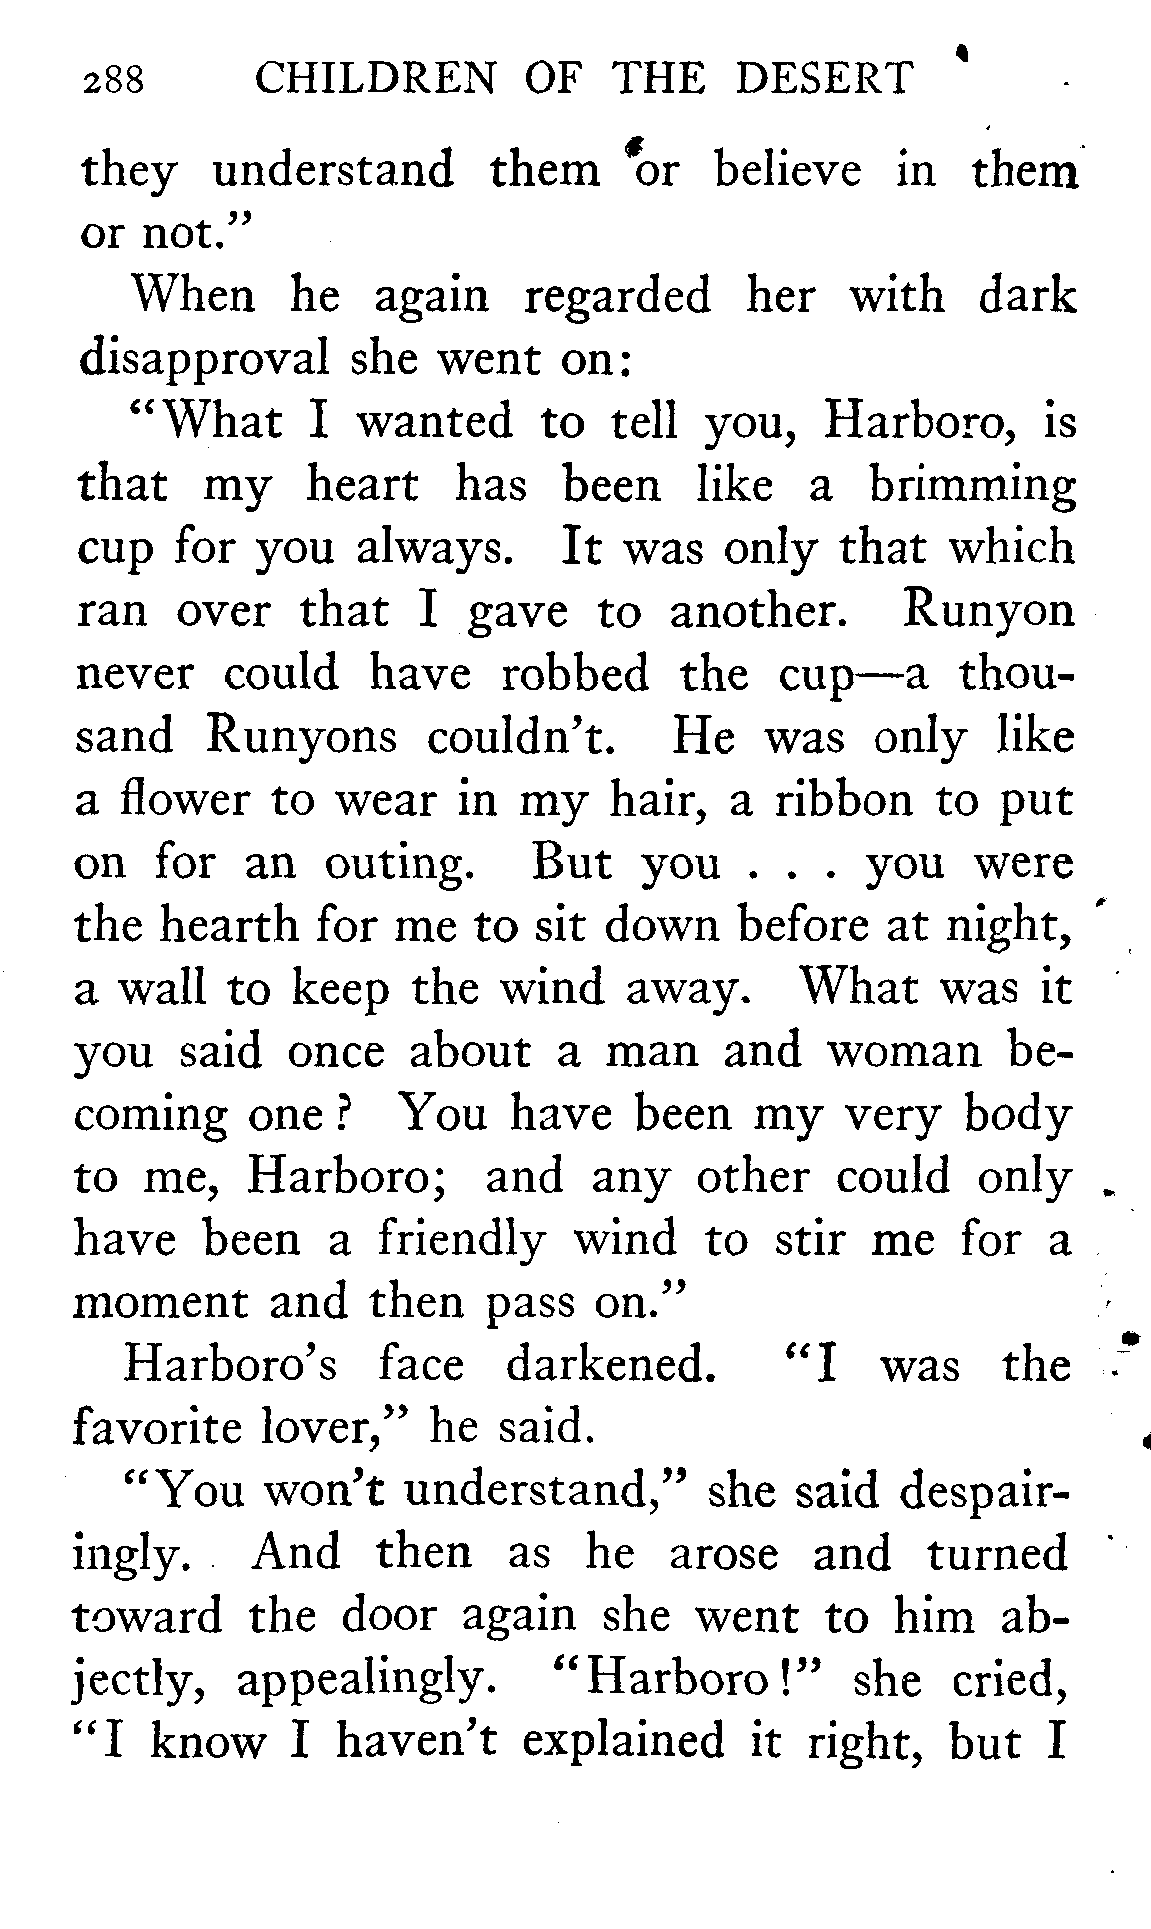 288 CHILDREN OF THE DESERT
they understand them or believe in them
or not.”
When he again regarded her with dark
disapproval she went on:
“What I wanted to tell you, Harboro, is
that my heart has been like a brimming
cup for you always. It was only that which
ran over that I gave to another. Runyon
never could have robbed the cup—a thou-
sand Runyons couldn’t. He was only like
a flower to wear in my hair, a ribbon to put
on for an outing. But you . . . you were
the hearth for me to sit down before at night,
a wall to keep the wind away. What was it
you said once about a man and woman be-
coming one? You have been my very body
to me, Harboro; and any other could only
have been a friendly wind to stir me for a
moment and then pass on.”
Harboro’s face darkened. “I was the
favorite lover,” he said.
“You won’t understand,” she said despair-
ingly. And then as he arose and turned
toward the door again she went to him ab-
jectly, appealingly. “Harboro!” she cried,
“I know I haven’t explained it right, but I